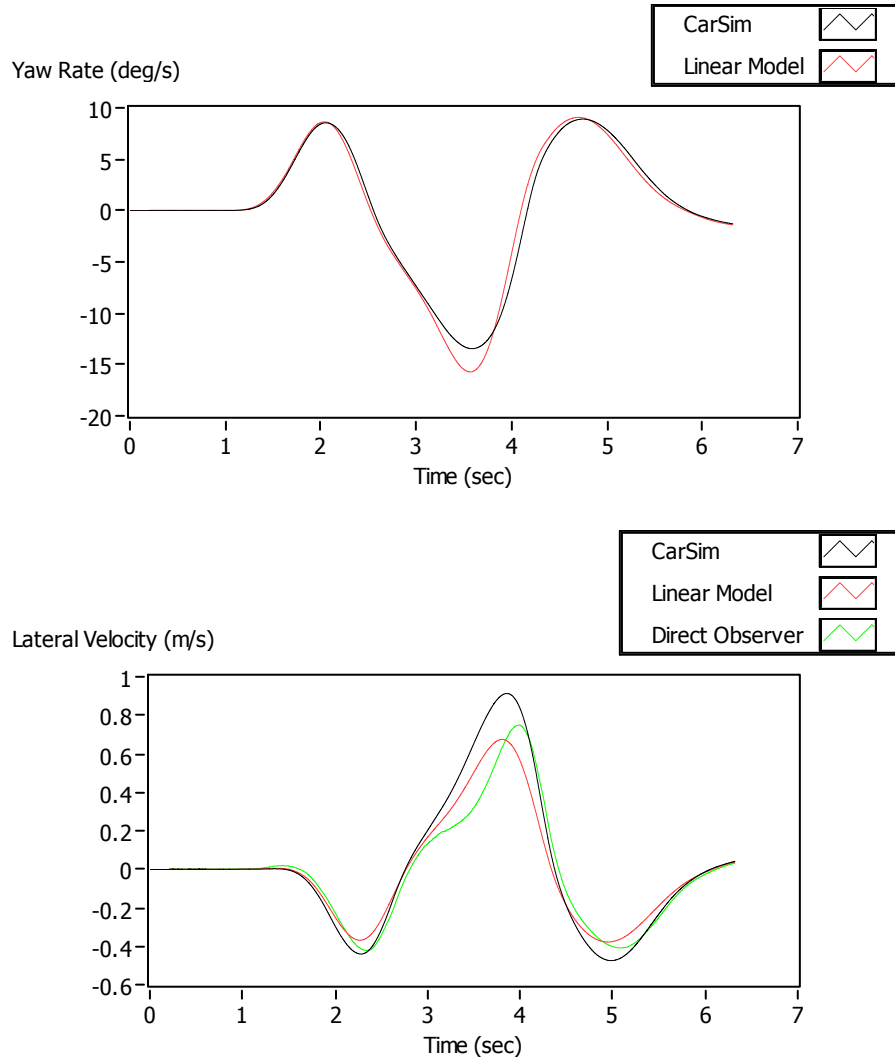 CarSim
Linear Model
Yaw Rate (deg/s)
10
5
0
-5
-10
-15
-20
0 1 2 3 4 5 6 7
Time (sec)
CarSim
Linear Model
Direct Observer
Lateral Velocity (m/s)
1
0.8
0.6
0.4
0.2
0
-0.2
-0.4
-0.6
0 1 2 3 4 5 6 7
Time (sec)